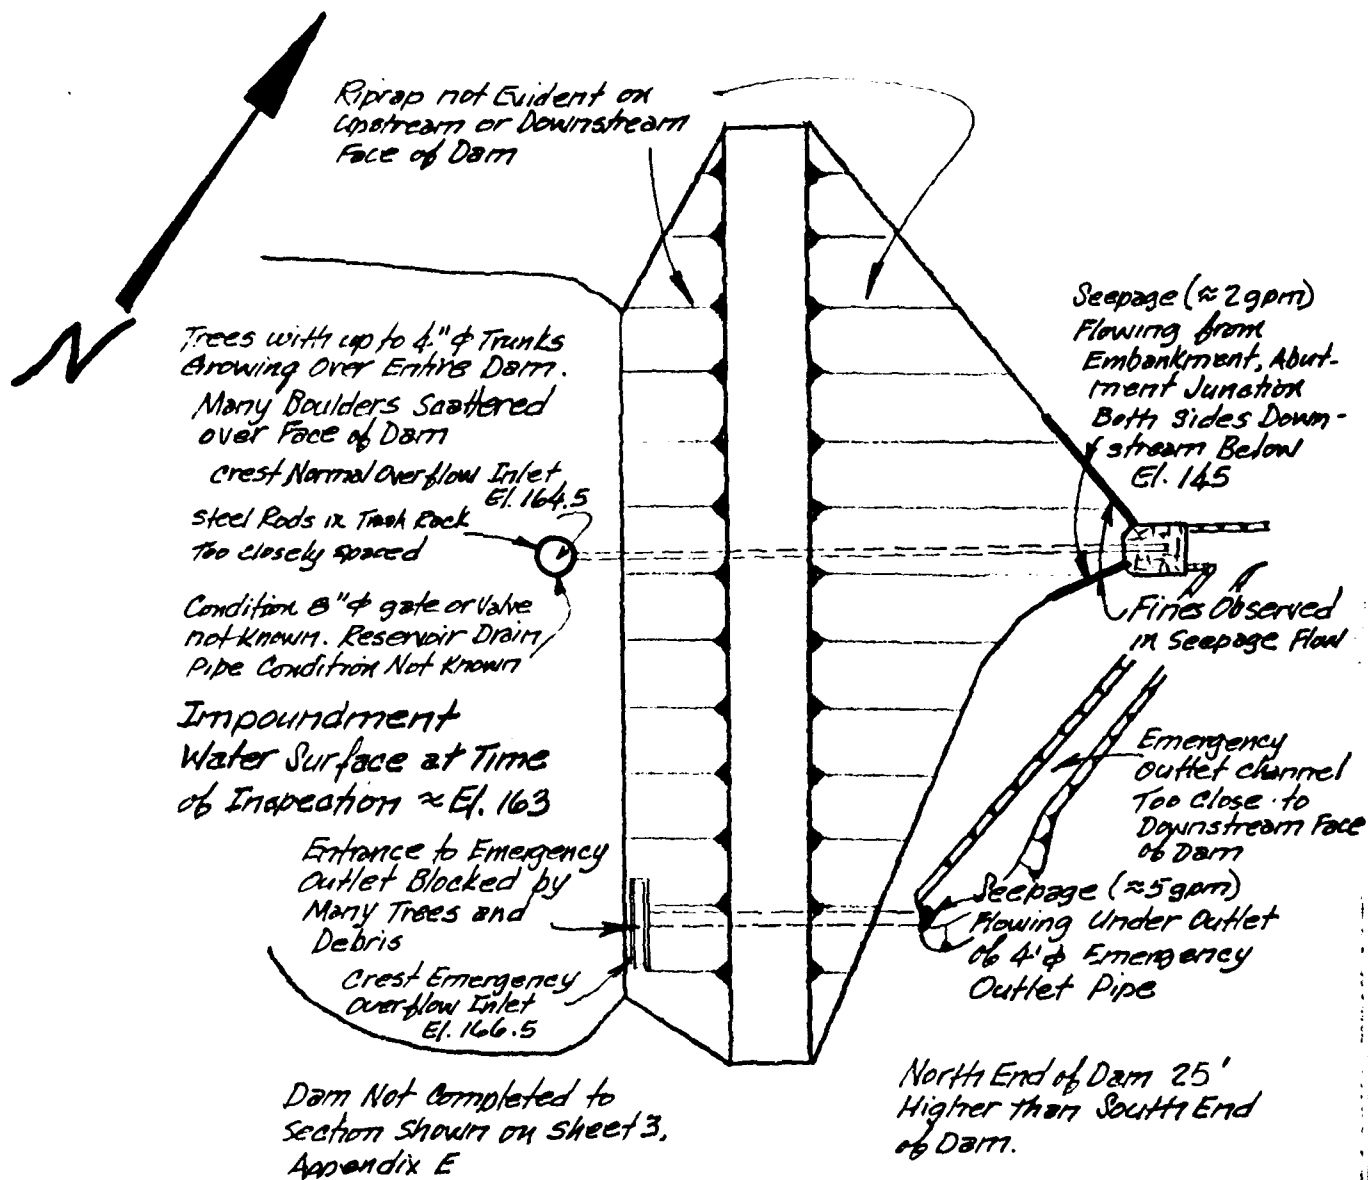 Riprap not Evident on
Upstream or Downstream
Face of Dam
N
Trees with up to 4"φ Trunks
Growing Over Entire Dam.
Many Boulders Scattered
over Face of Dam
Crest Normal Overflow Inlet
El. 164.5
Steel Rods in Trash Rack
Too Closely spaced
Condition 8"φ gate or Valve
not Known. Reservoir Drain
Pipe Condition Not Known
Impoundment
Water Surface at Time
of Inspection ≈ El. 163
Entrance to Emergency
Outlet Blocked by
Many Trees and
Debris
Crest Emergency
Overflow Inlet
El. 166.5
Dam Not Completed to
Section Shown on Sheet 3,
Appendix E
Seepage (≈2gpm)
Flowing from
Embankment, Abut-
ment Junction
Both Sides Down-
stream Below
El. 145
Fines Observed
in Seepage Flow
Emergency
Outlet Channel
Too Close to
Downstream Face
of Dam
Seepage (≈5gpm)
Flowing Under Outlet
of 4'φ Emergency
Outlet Pipe
North End of Dam 25'
Higher than South End
of Dam.